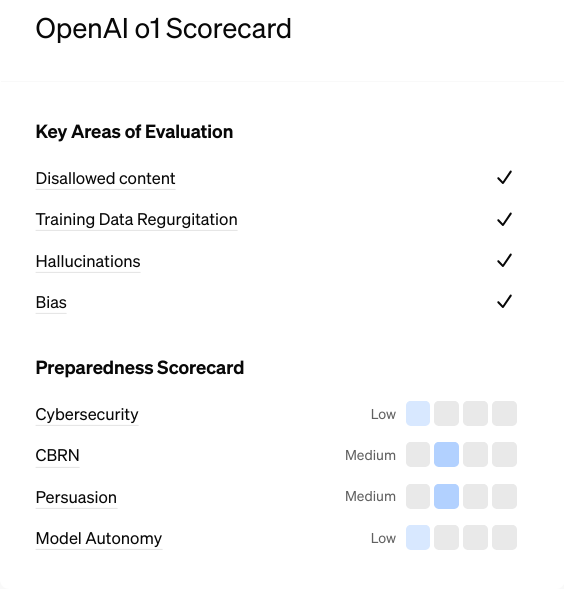 OpenAI o1 Scorecard
Key Areas of Evaluation
Disallowed content
Training Data Regurgitation
Hallucinations
Bias
Preparedness Scorecard
Cybersecurity Low
CBRN Medium
Persuasion Medium
Model Autonomy Low